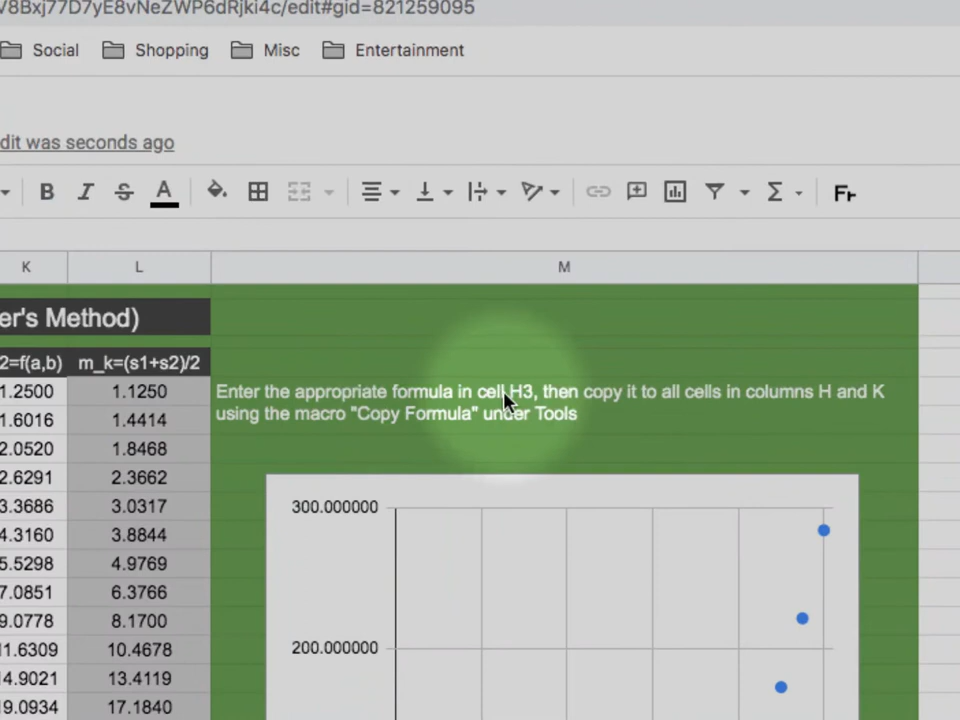 V8Bxj77D7yE8vNeZWP6dRjki4c/edit#gid=821259095
Social Shopping Misc Entertainment
dit was seconds ago
B I S A Σ Fr
K L M
er's Method)
2=f(a,b) m_k=(s1+s2)/2
1.2500 1.1250 Enter the appropriate formula in cell H3, then copy it to all cells in columns H and K
1.6016 1.4414 using the macro "Copy Formula" under Tools
2.0520 1.8468
2.6291 2.3662
3.3686 3.0317 300.000000
4.3160 3.8844
5.5298 4.9769
7.0851 6.3766
9.0778 8.1700
11.6309 10.4678 200.000000
14.9021 13.4119
19.0934 17.1840